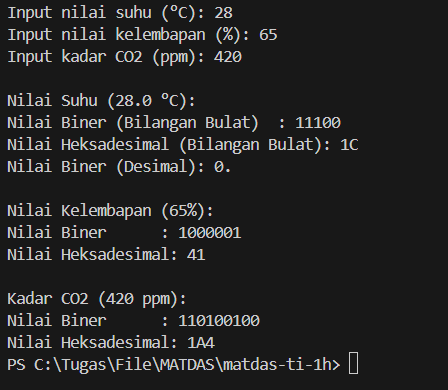 Input nilai suhu (°C): 28
Input nilai kelembapan (%): 65
Input kadar CO2 (ppm): 420
Nilai Suhu (28.0 °C):
Nilai Biner (Bilangan Bulat)  : 11100
Nilai Heksadesimal (Bilangan Bulat): 1C
Nilai Biner (Desimal): 0.
Nilai Kelembapan (65%):
Nilai Biner      : 1000001
Nilai Heksadesimal: 41
Kadar CO2 (420 ppm):
Nilai Biner      : 110100100
Nilai Heksadesimal: 1A4
PS C:\Tugas\File\MATDAS\matdas-ti-1h>